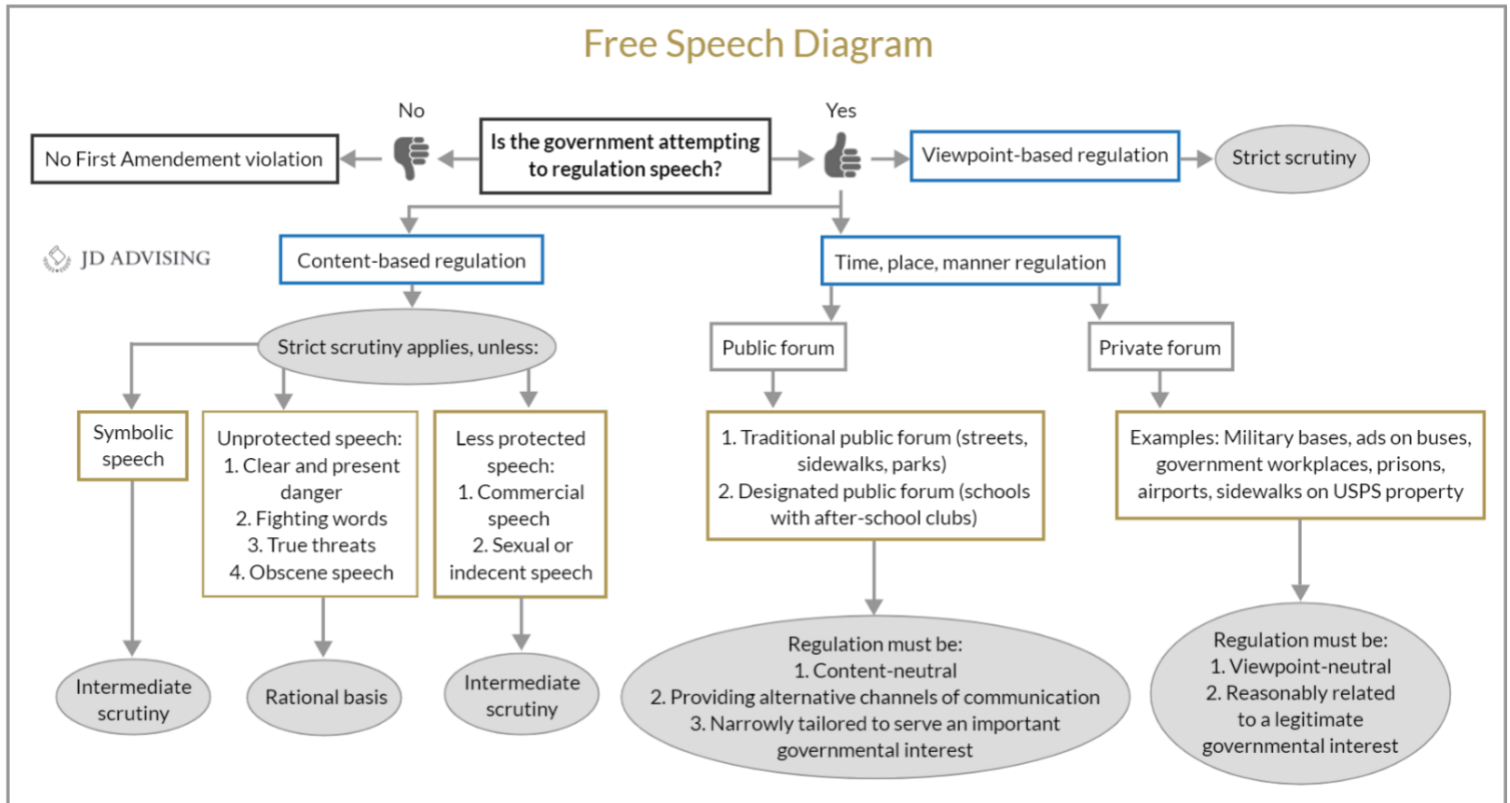 Free Speech Diagram
No
Yes
No First Amendement violation
Is the government attempting
to regulation speech?
Viewpoint-based regulation
Strict scrutiny
JD ADVISING
Content-based regulation
Time, place, manner regulation
Strict scrutiny applies, unless:
Public forum
Private forum
Symbolic
speech
Unprotected speech:
1. Clear and present
danger
2. Fighting words
3. True threats
4. Obscene speech
Less protected
speech:
1. Commercial
speech
2. Sexual or
indecent speech
1. Traditional public forum (streets,
sidewalks, parks)
2. Designated public forum (schools
with after-school clubs)
Examples: Military bases, ads on buses,
government workplaces, prisons,
airports, sidewalks on USPS property
Intermediate
scrutiny
Rational basis
Intermediate
scrutiny
Regulation must be:
1. Content-neutral
2. Providing alternative channels of communication
3. Narrowly tailored to serve an important
governmental interest
Regulation must be:
1. Viewpoint-neutral
2. Reasonably related
to a legitimate
governmental interest